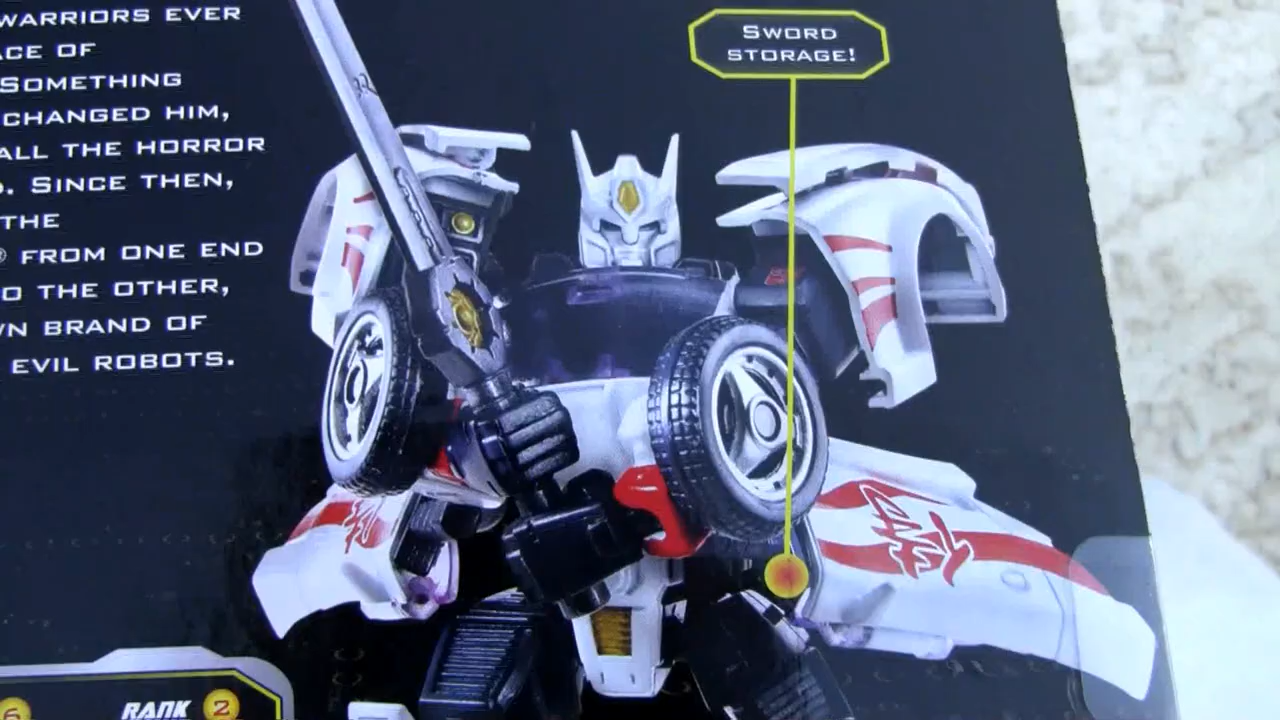 WARRIORS EVER
OF
SOMETHING
CHANGED HIM,
ALL THE HORROR
. SINCE THEN,
THE
® FROM ONE END
THE OTHER,
BRAND OF
EVIL ROBOTS.
SWORD
STORAGE!
6 RANK 2